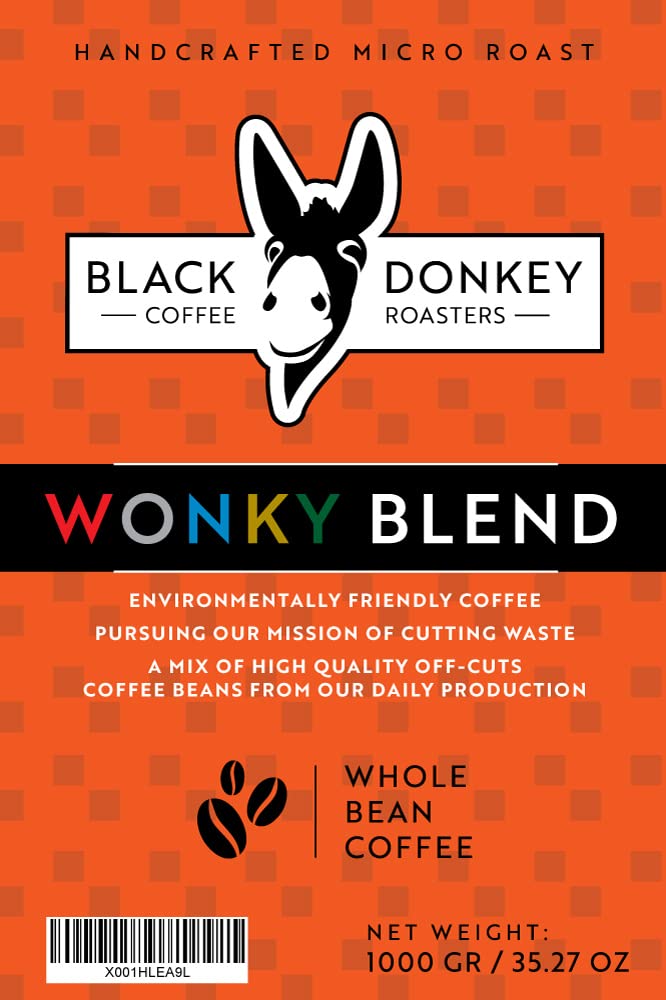 HANDCRAFTED MICRO ROAST
BLACK DONKEY
COFFEE ROASTERS
WONKY BLEND
ENVIRONMENTALLY FRIENDLY COFFEE
PURSUING OUR MISSION OF CUTTING WASTE
A MIX OF HIGH QUALITY OFF-CUTS
COFFEE BEANS FROM OUR DAILY PRODUCTION
WHOLE
BEAN
COFFEE
X001HLEA9L
NET WEIGHT:
1000 GR / 35.27 OZ